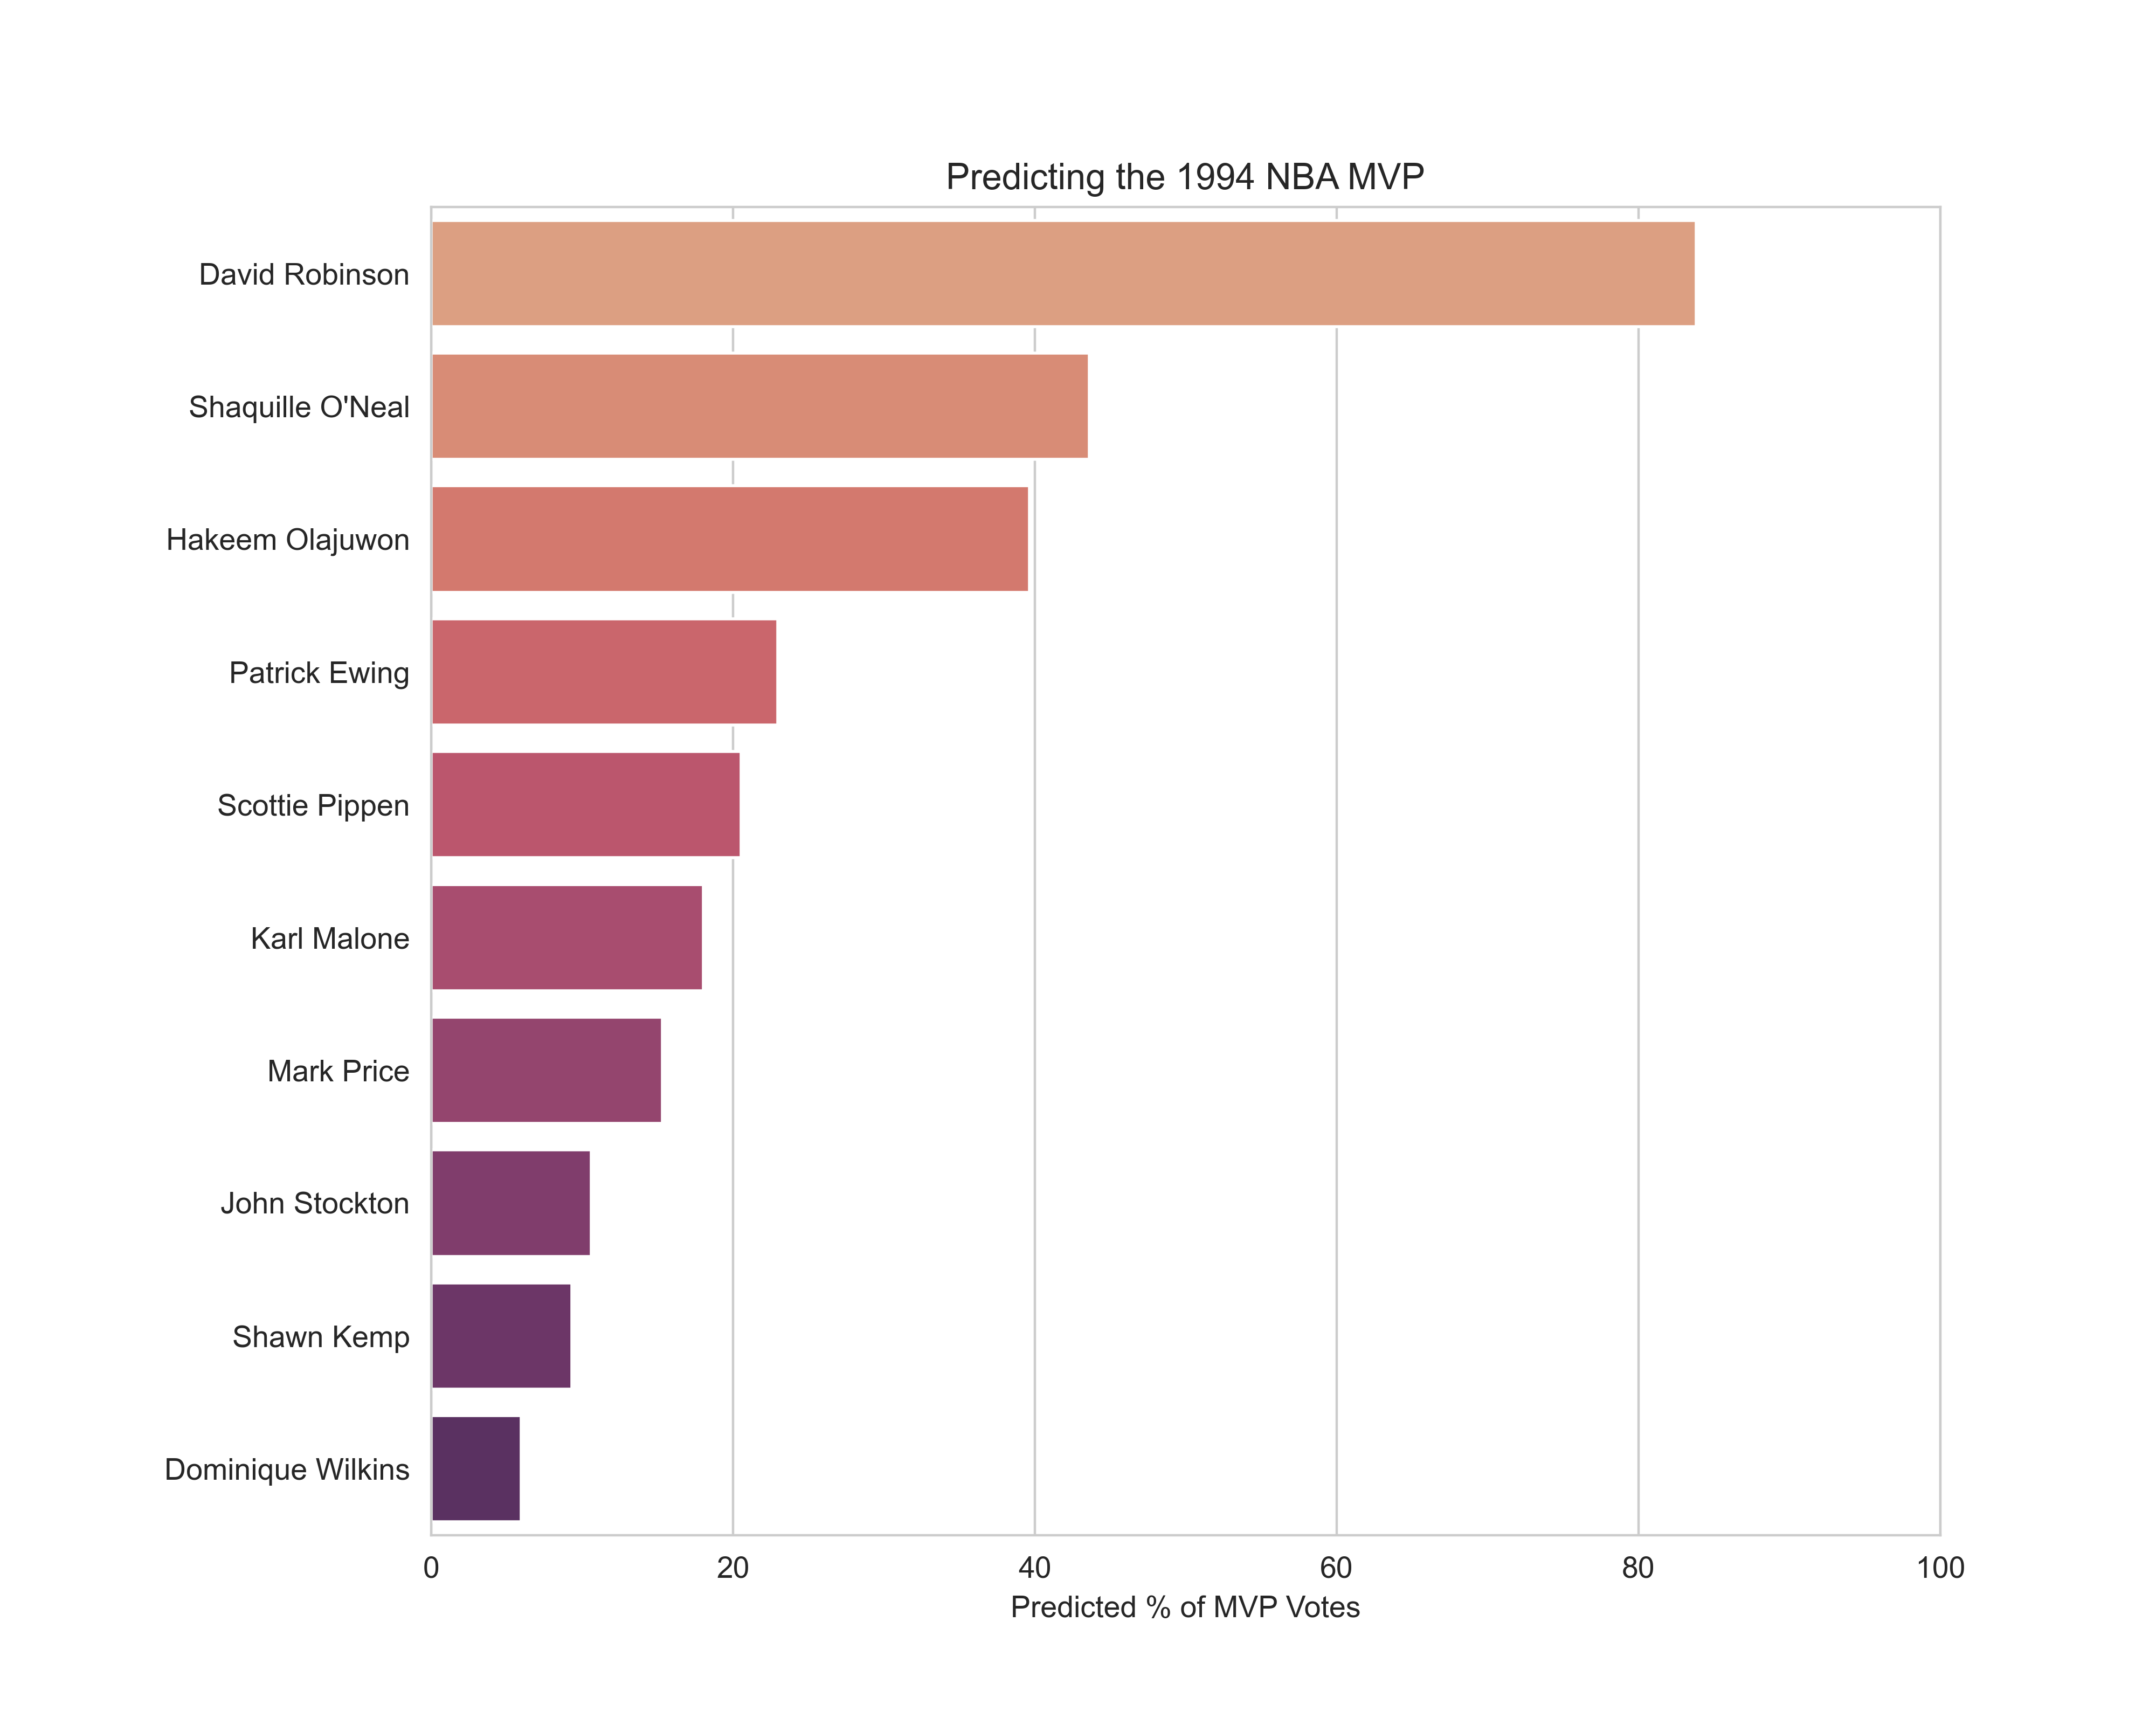 Predicting the 1994 NBA MVP
David Robinson
Shaquille O'Neal
Hakeem Olajuwon
Patrick Ewing
Scottie Pippen
Karl Malone
Mark Price
John Stockton
Shawn Kemp
Dominique Wilkins
0 20 40 60 80 100
Predicted % of MVP Votes